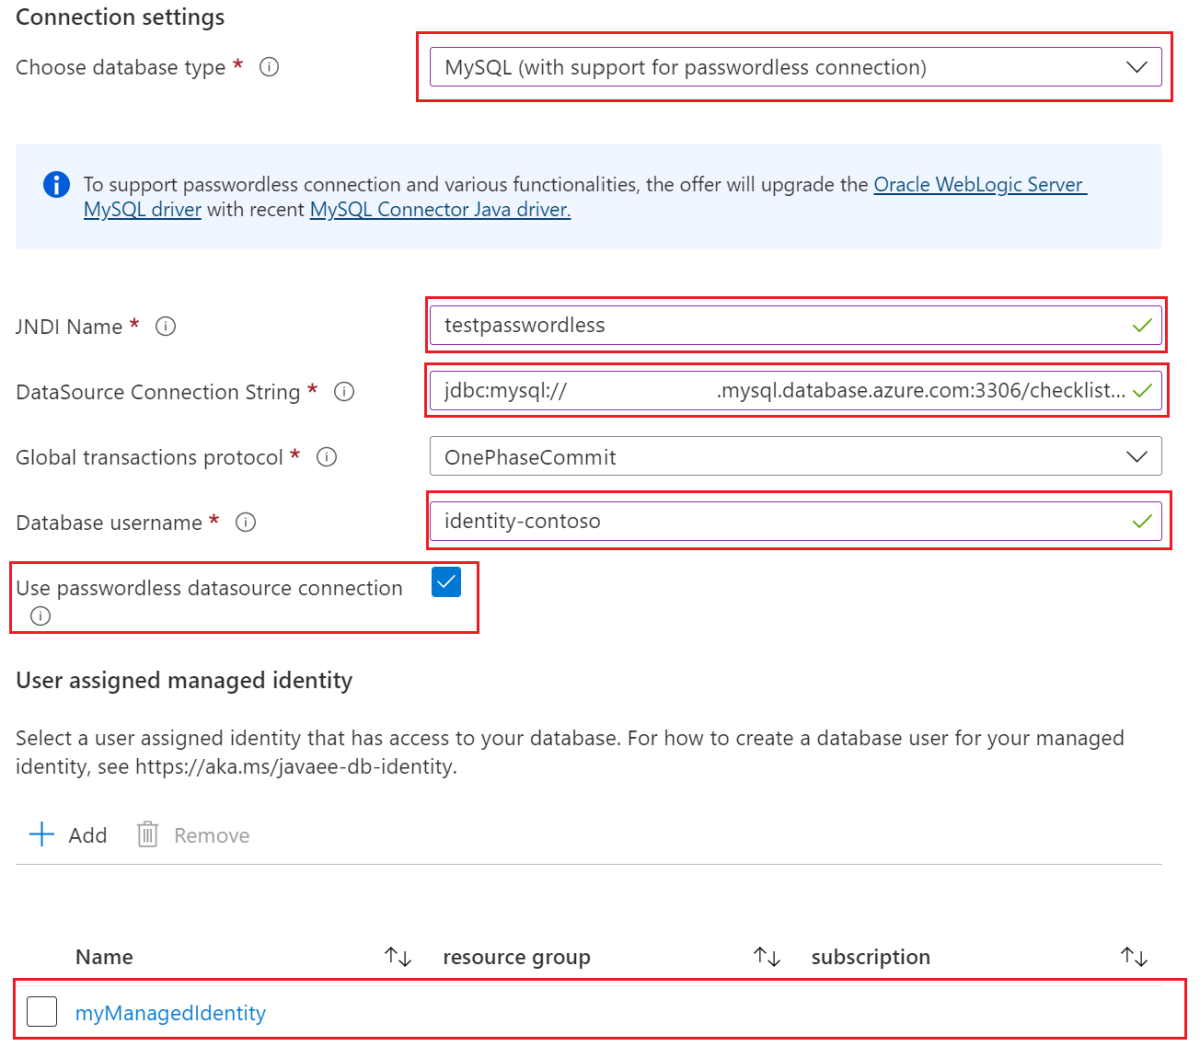 Connection settings
Choose database type *
MySQL (with support for passwordless connection)
To support passwordless connection and various functionalities, the offer will upgrade the Oracle WebLogic Server
MySQL driver with recent MySQL Connector Java driver.
JNDI Name *
testpasswordless
DataSource Connection String *
jdbc:mysql:// .mysql.database.azure.com:3306/checklist...
Global transactions protocol *
OnePhaseCommit
Database username *
identity-contoso
Use passwordless datasource connection
User assigned managed identity
Select a user assigned identity that has access to your database. For how to create a database user for your managed
identity, see https://aka.ms/javaee-db-identity.
Add Remove
Name resource group subscription
myManagedIdentity